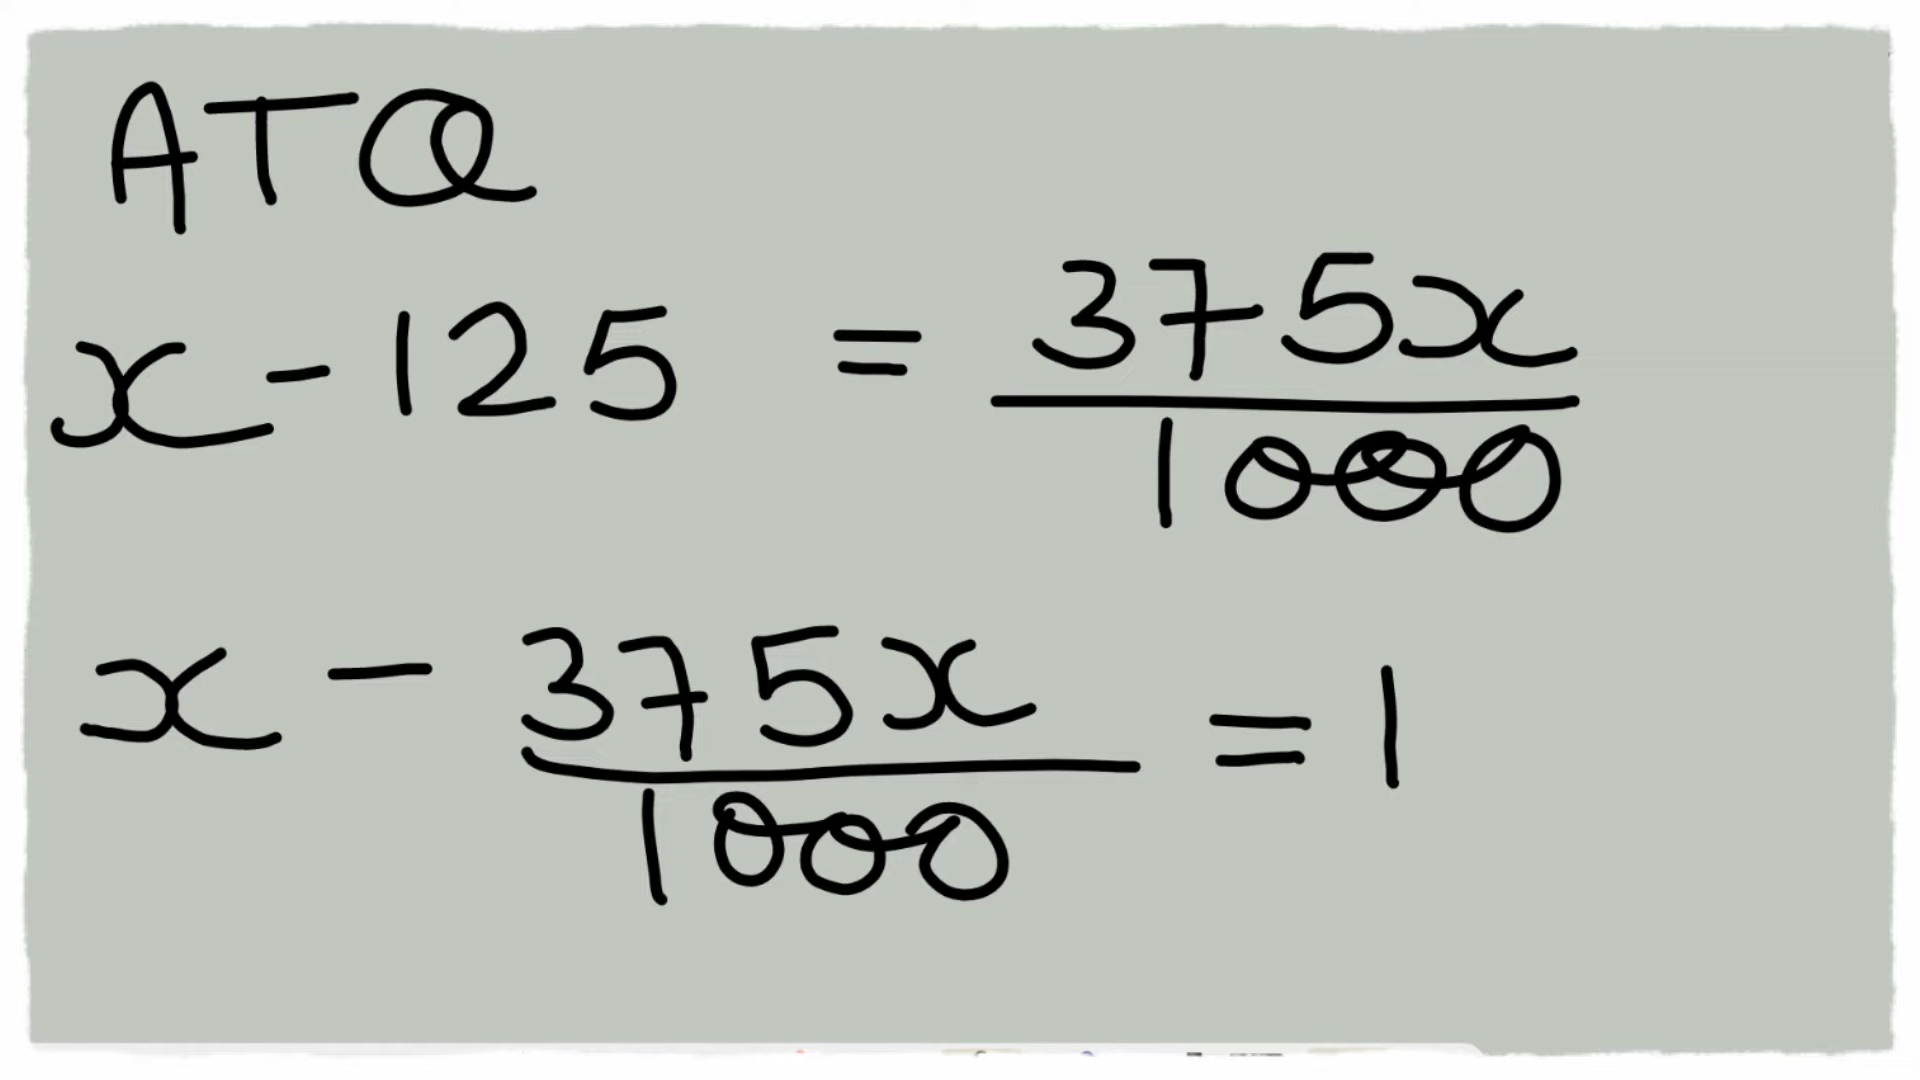 ATQ
x - 125 = 375x/1000
x - 375x/1000 = 1